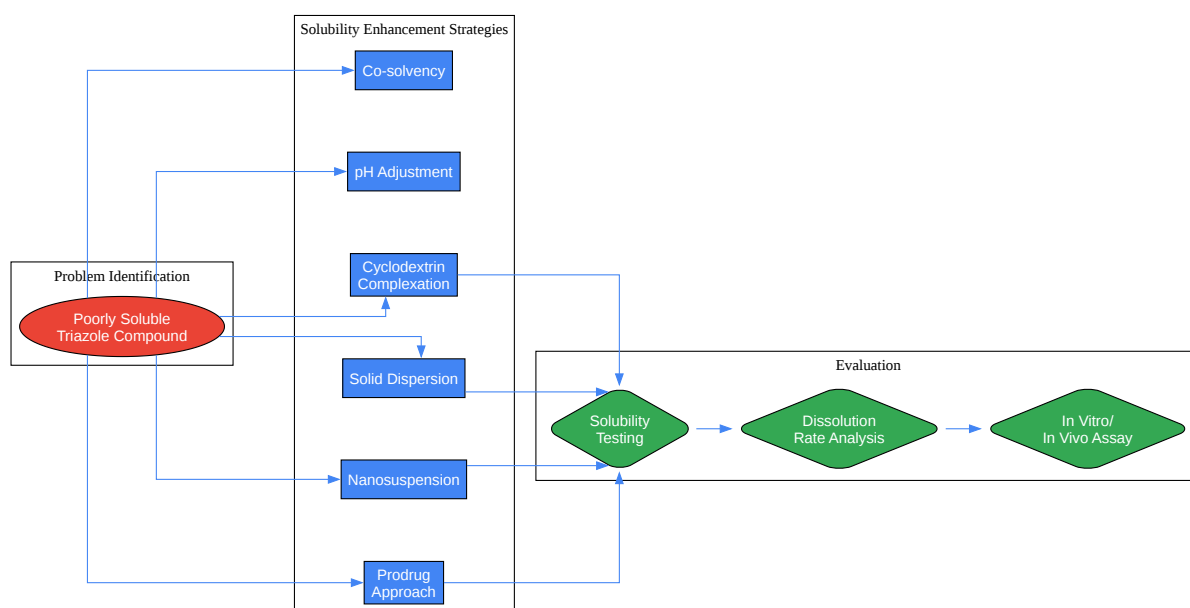 Solubility Enhancement Strategies
Co-solvency
pH Adjustment
Problem Identification
Poorly Soluble
Triazole Compound
Cyclodextrin
Complexation
Solid Dispersion
Nanosuspension
Prodrug
Approach
Evaluation
Solubility
Testing
Dissolution
Rate Analysis
In Vitro/
In Vivo Assay